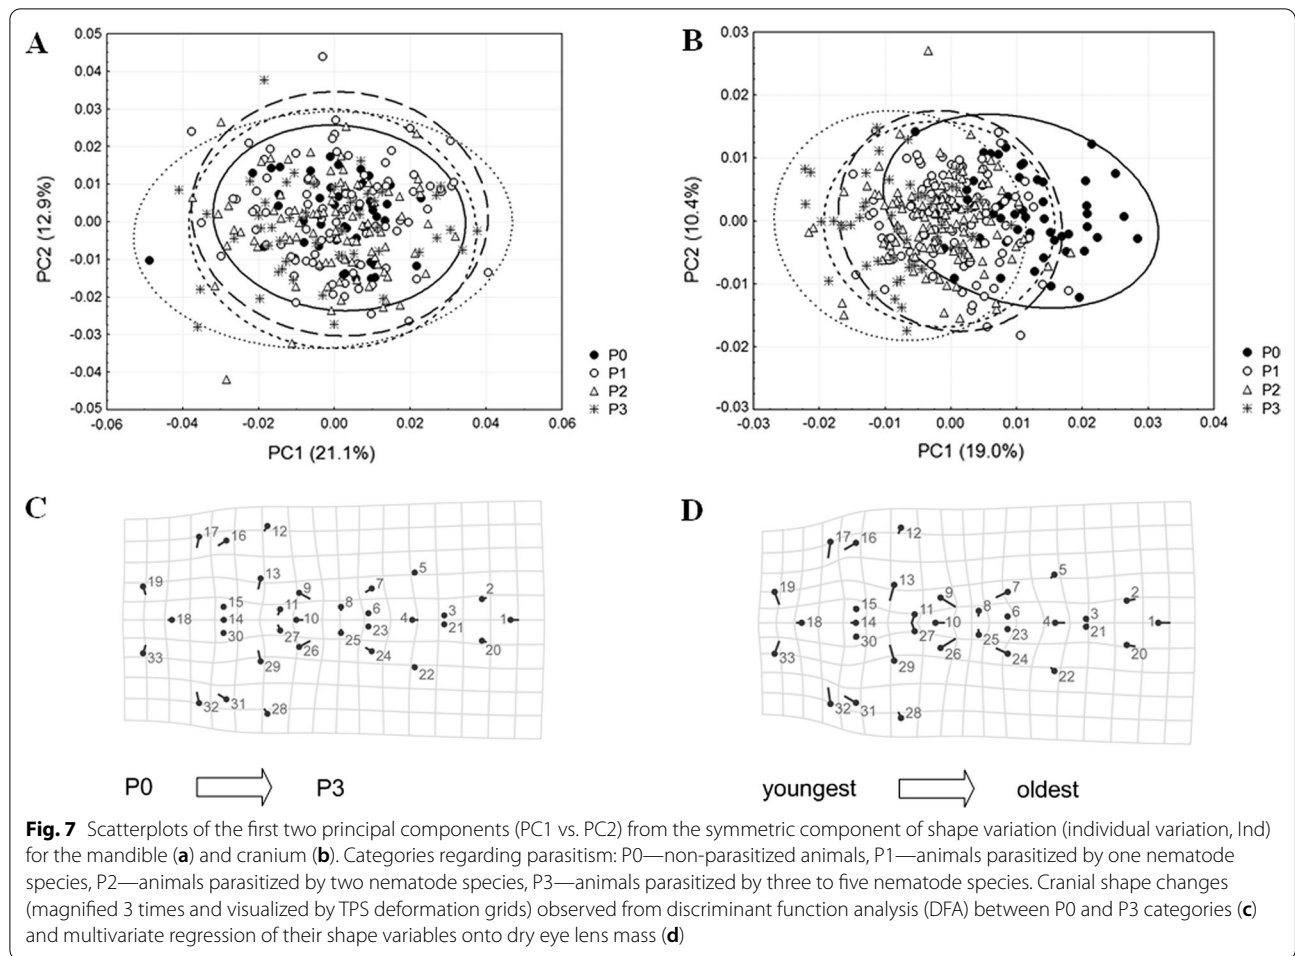 A
0.05
0.04
0.03
0.02
0.01
0.00
-0.01
-0.02
-0.03
-0.04
-0.05
-0.06 -0.04 -0.02 0.00 0.02 0.04 0.06
PC2 (12.9%)
PC1 (21.1%)
P0
P1
P2
P3
B
0.03
0.02
0.01
0.00
-0.01
-0.02
-0.03
-0.03 -0.02 -0.01 0.00 0.01 0.02 0.03 0.04
PC2 (10.4%)
PC1 (19.0%)
P0
P1
P2
P3
C
17 16 12
19 13 9 7 5 2
15 11 8 6 3
18 14 10 4 1
30 27 25 23 21
33 29 26 24 22 20
32 31 28
P0 P3
D
17 16 12
19 13 9 7 5 2
15 11 8 6 3
18 14 10 4 1
30 27 25 23 21
33 29 26 24 22 20
32 31 28
youngest oldest
Fig. 7 Scatterplots of the first two principal components (PC1 vs. PC2) from the symmetric component of shape variation (individual variation, Ind)
for the mandible (a) and cranium (b). Categories regarding parasitism: P0—non-parasitized animals, P1—animals parasitized by one nematode
species, P2—animals parasitized by two nematode species, P3—animals parasitized by three to five nematode species. Cranial shape changes
(magnified 3 times and visualized by TPS deformation grids) observed from discriminant function analysis (DFA) between P0 and P3 categories (c)
and multivariate regression of their shape variables onto dry eye lens mass (d)